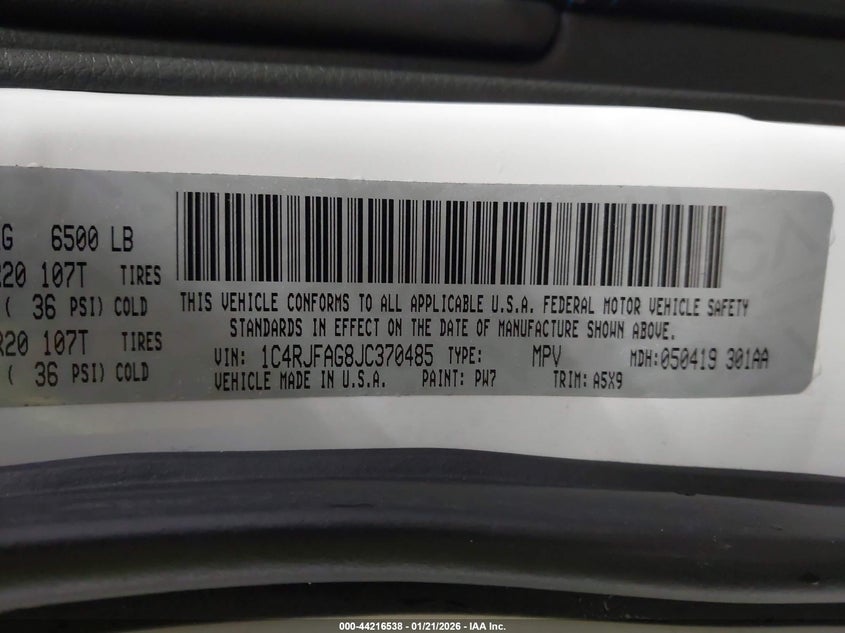 G 6500 LB
R20 107T TIRES
( 36 PSI) COLD
R20 107T TIRES
( 36 PSI) COLD
THIS VEHICLE CONFORMS TO ALL APPLICABLE U.S.A. FEDERAL MOTOR VEHICLE SAFETY
STANDARDS IN EFFECT ON THE DATE OF MANUFACTURE SHOWN ABOVE.
VIN: 1C4RJFAG8JC370485 TYPE: MPV MDH:050419 301AA
VEHICLE MADE IN U.S.A. PAINT: PW7 TRIM: A5X9
000-44216538 - 01/21/2026 - IAA Inc.